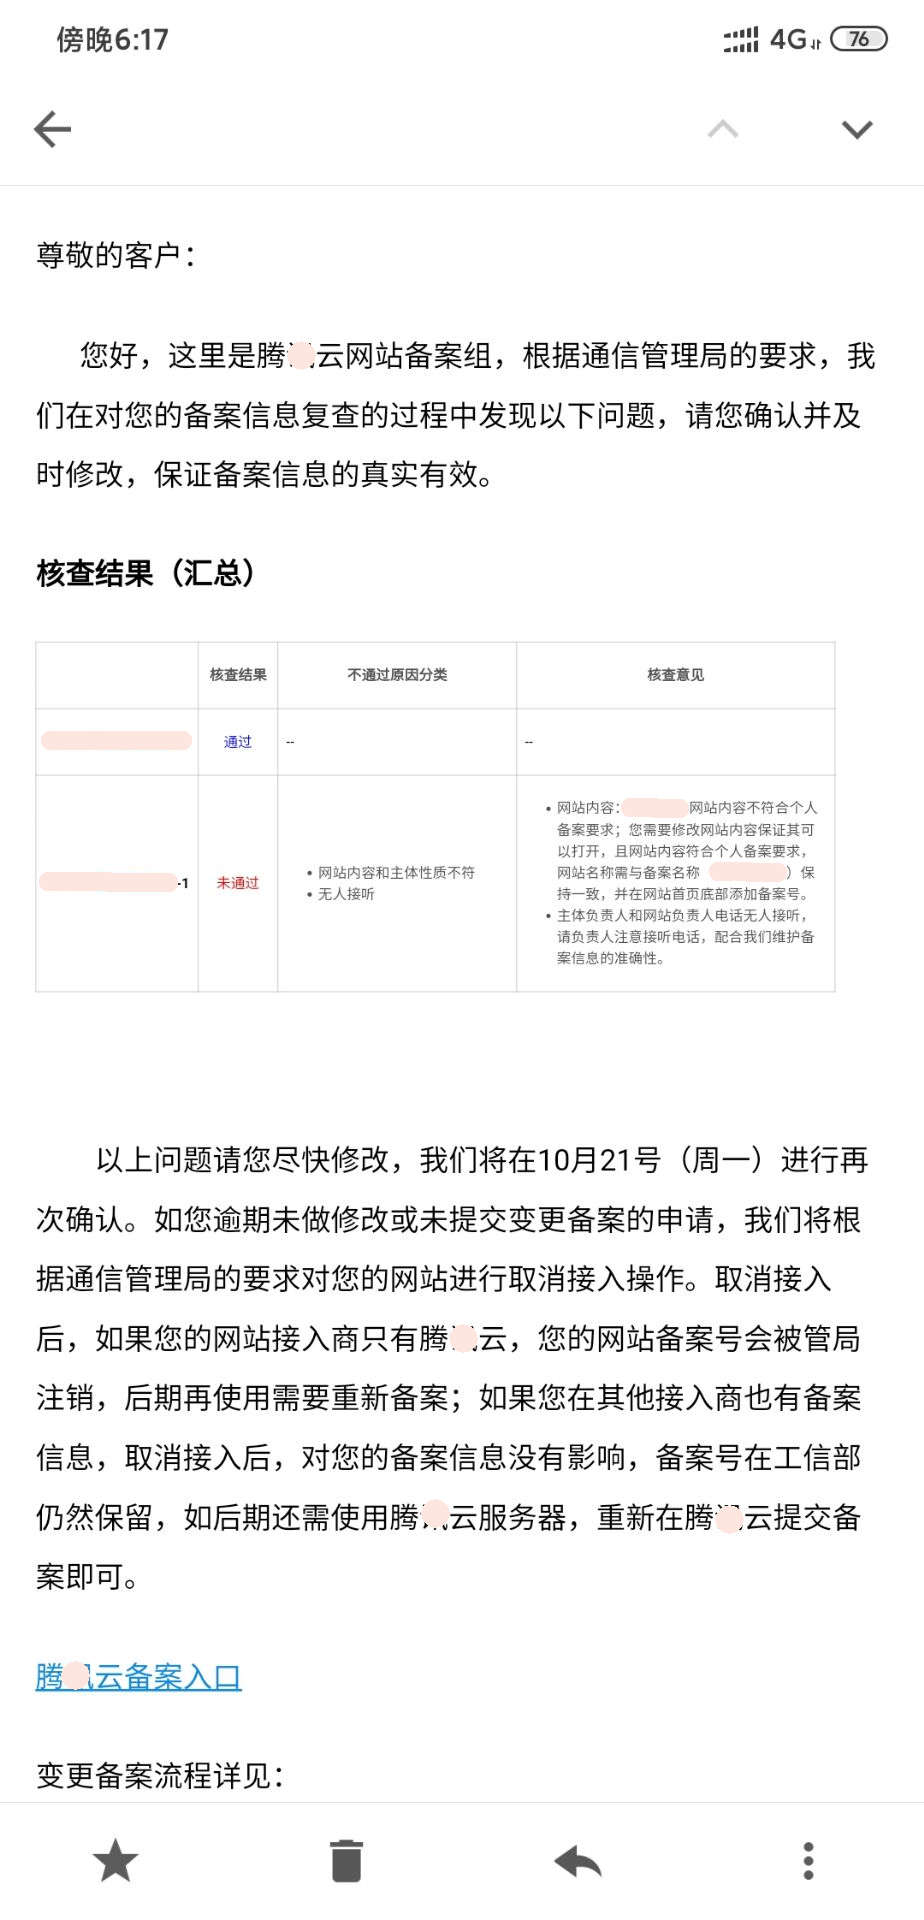 傍晚6:17
4G
76
尊敬的客户：
您好，这里是腾 云网站备案组，根据通信管理局的要求，我
们在对您的备案信息复查的过程中发现以下问题，请您确认并及
时修改，保证备案信息的真实有效。
核查结果（汇总）
核查结果
不通过原因分类
核查意见
通过
--
--
-1
未通过
• 网站内容和主体性质不符
• 无人接听
• 网站内容： 网站内容不符合个人
备案要求；您需要修改网站内容保证其可
以打开，且网站内容符合个人备案要求，
网站名称需与备案名称 ）保
持一致，并在网站首页底部添加备案号。
• 主体负责人和网站负责人电话无人接听，
请负责人注意接听电话，配合我们维护备
案信息的准确性。
以上问题请您尽快修改，我们将在10月21号（周一）进行再
次确认。如您逾期未做修改或未提交变更备案的申请，我们将根
据通信管理局的要求对您的网站进行取消接入操作。取消接入
后，如果您的网站接入商只有腾 云，您的网站备案号会被管局
注销，后期再使用需要重新备案；如果您在其他接入商也有备案
信息，取消接入后，对您的备案信息没有影响，备案号在工信部
仍然保留，如后期还需使用腾 云服务器，重新在腾 云提交备
案即可。
腾 云备案入口
变更备案流程详见：